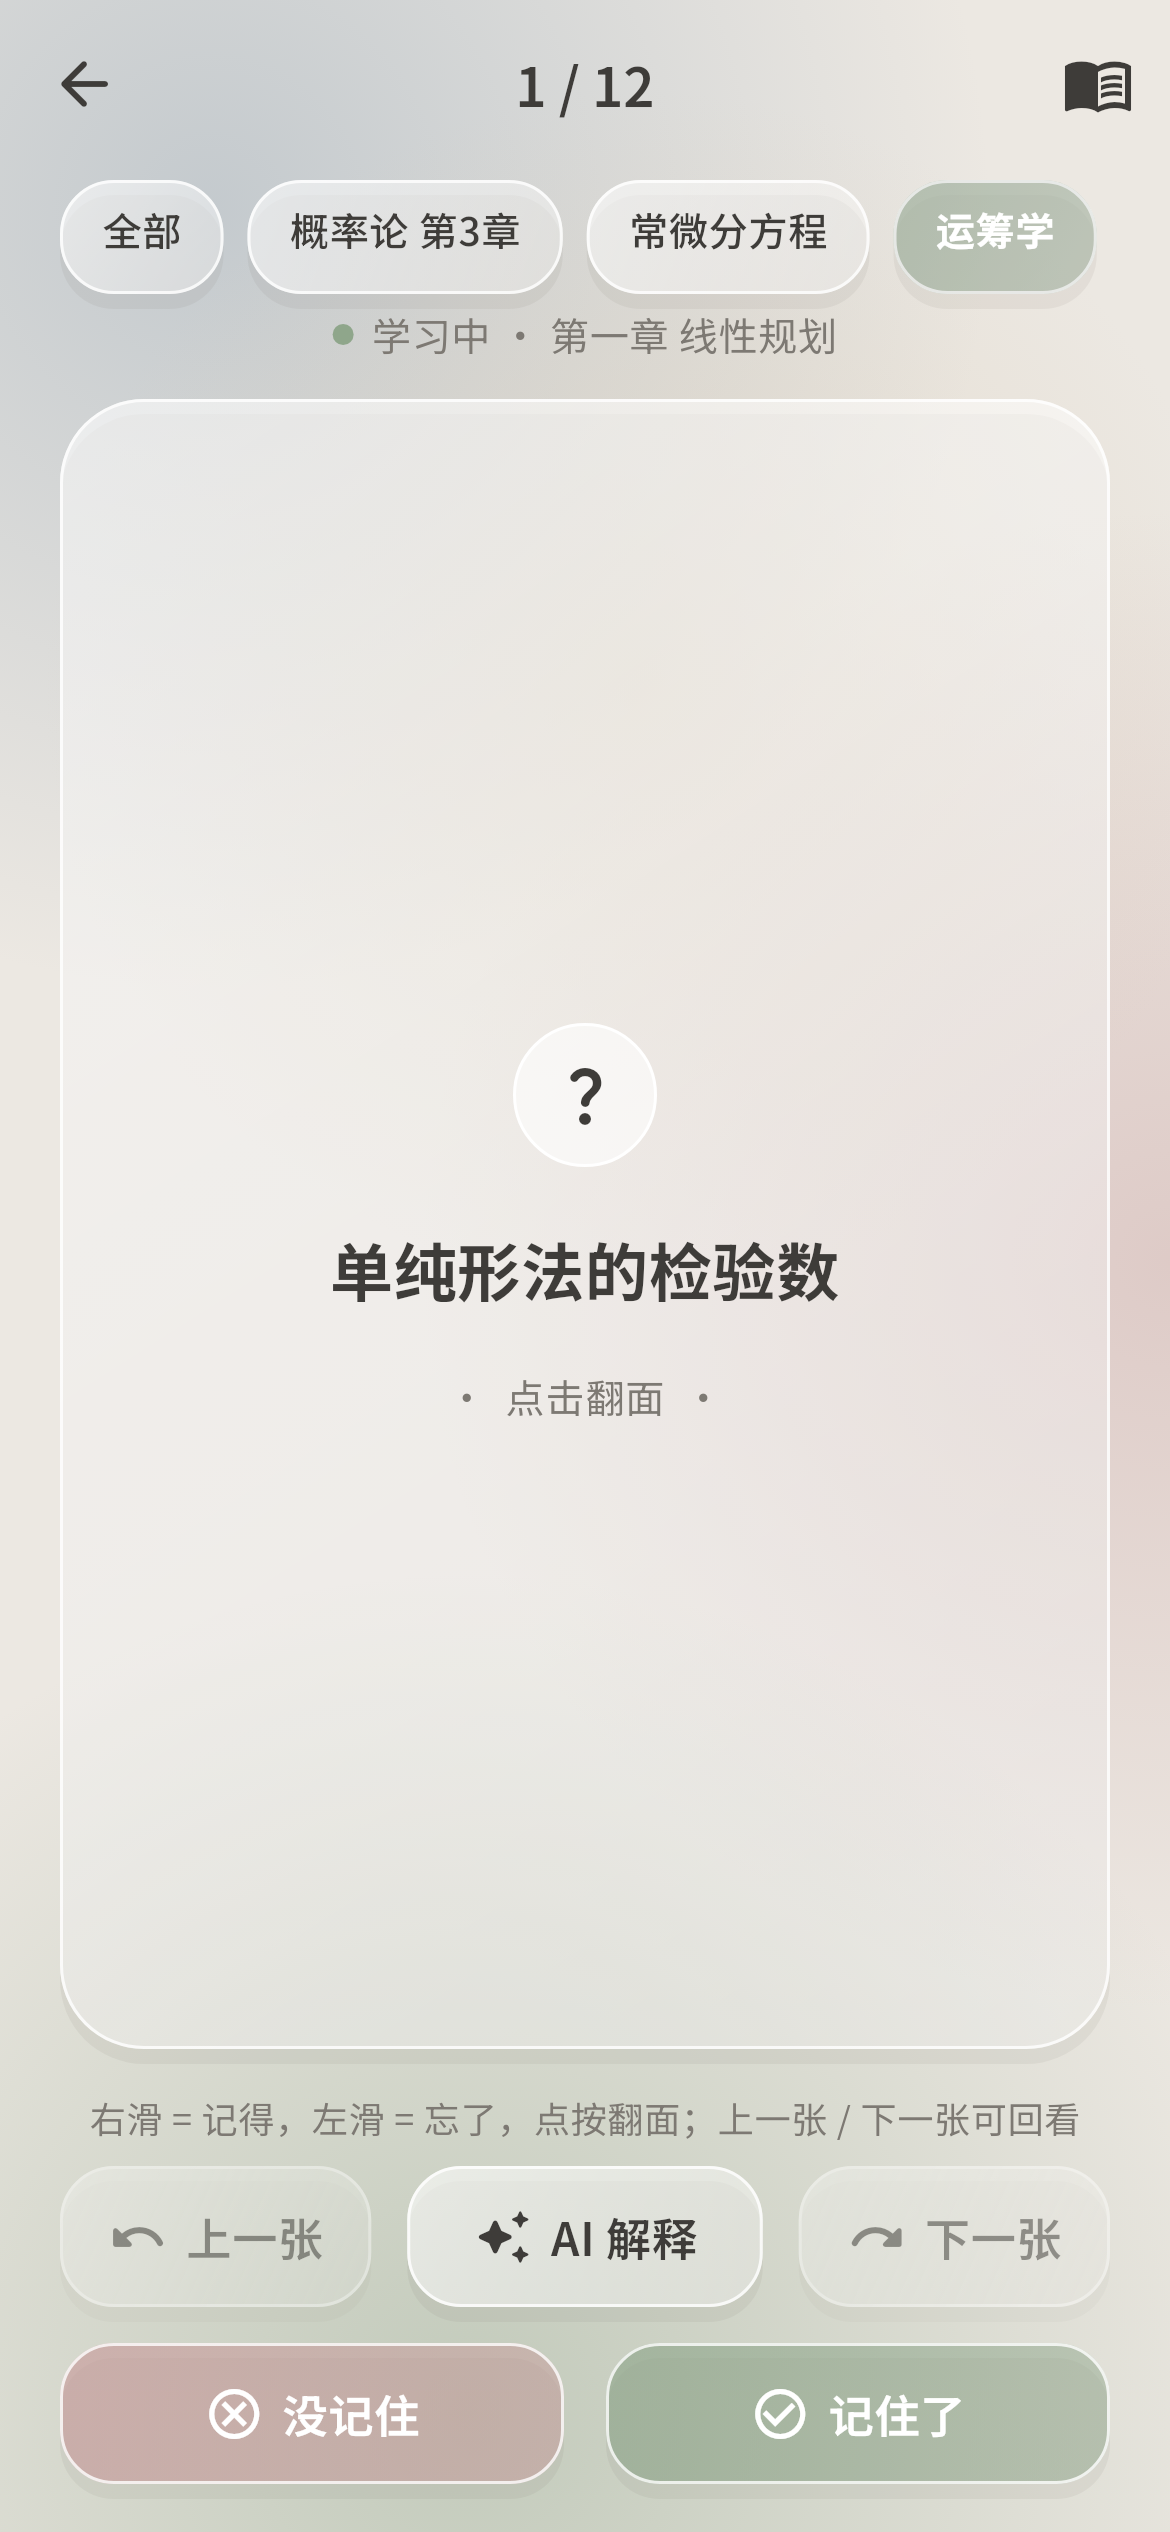 1 / 12
全部
概率论 第3章
常微分方程
运筹学
学习中 · 第一章 线性规划
?
单纯形法的检验数
· 点击翻面 ·
右滑 = 记得，左滑 = 忘了，点按翻面；上一张 / 下一张可回看
上一张
AI 解释
下一张
没记住
记住了